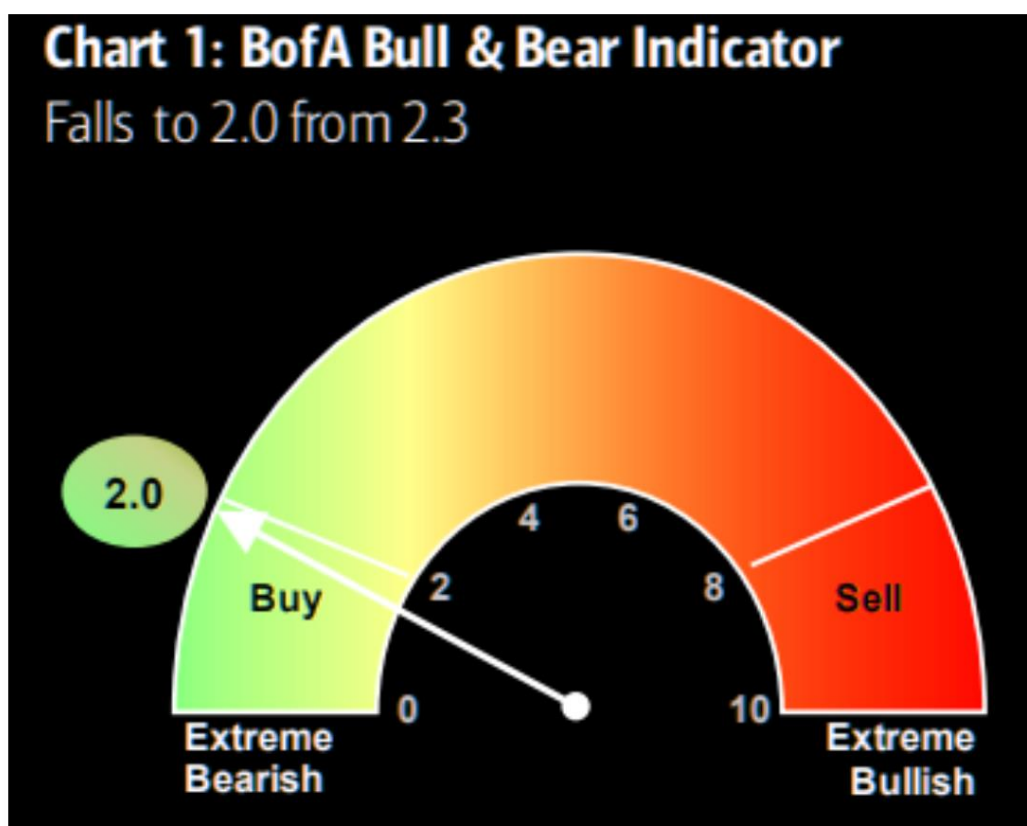 Chart 1: BofA Bull & Bear Indicator
Falls to 2.0 from 2.3
2.0
4
6
2
8
Buy
Sell
0
10
Extreme
Bearish
Extreme
Bullish